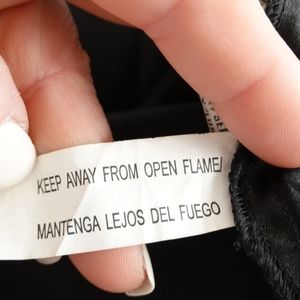 KEEP AWAY FROM OPEN FLAME/
MANTENGA LEJOS DEL FUEGO